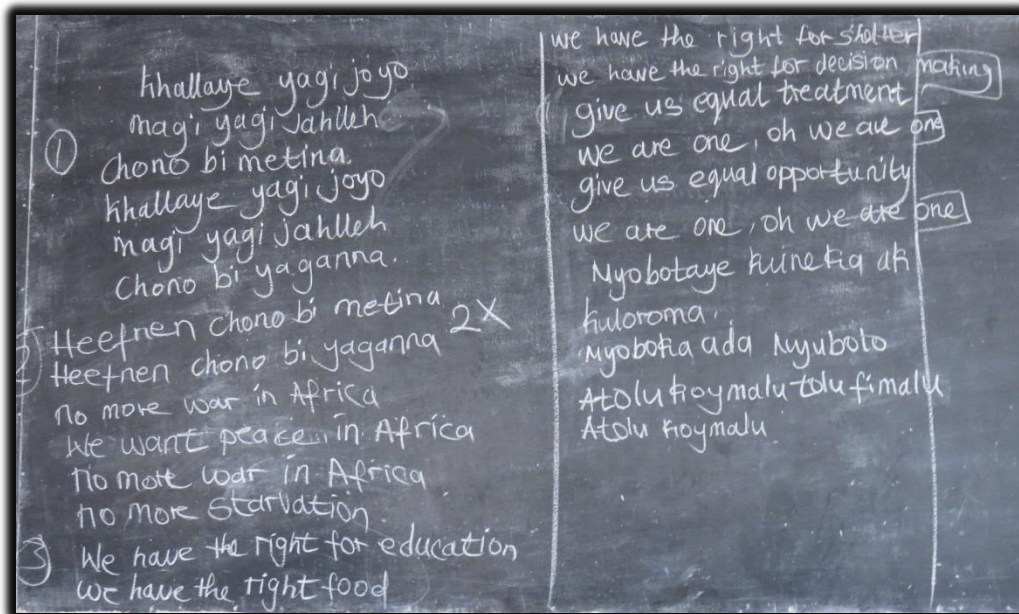 ①
khallaye yagi joyo
magi yagi jahlleh
chono bi metina.
khallaye yagi joyo
magi yagi jahlleh
chono bi yaganna.
2
Heefnen chono bi metina 2X
Heefnen chono bi yaganna
no more war in Africa
We want peace in Africa
no more war in Africa
no more starvation
③
We have the right for education
we have the right food
we have the right for shelter
we have the right for decision making
give us equal treatment
we are one, oh we are one
give us equal opportunity
we are one, oh we are one
Nyobotaye kuneka ak
kuloroma.
Nyoboka ada Nyuboto
Atolu koymalu tolu fimalu
Atolu koymalu